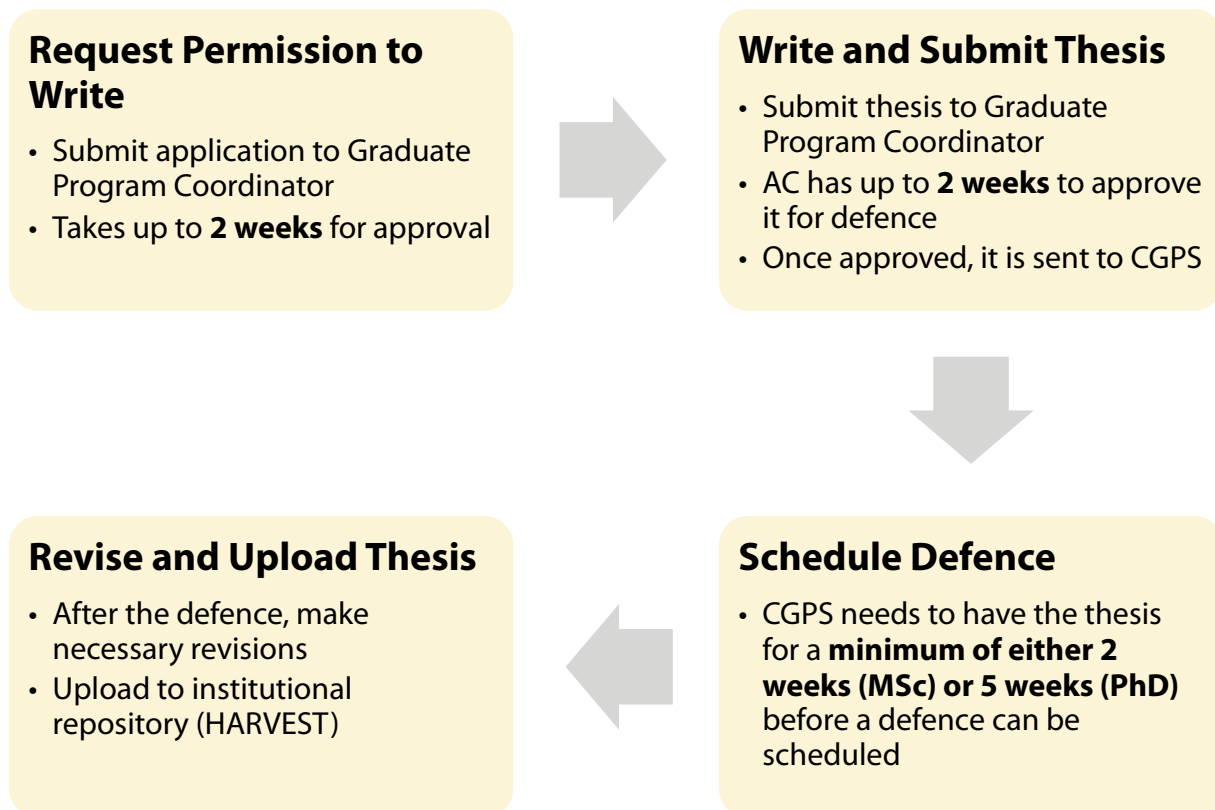 Request Permission to
Write
• Submit application to Graduate
Program Coordinator
• Takes up to 2 weeks for approval
Write and Submit Thesis
• Submit thesis to Graduate
Program Coordinator
• AC has up to 2 weeks to approve
it for defence
• Once approved, it is sent to CGPS
Schedule Defence
• CGPS needs to have the thesis
for a minimum of either 2
weeks (MSc) or 5 weeks (PhD)
before a defence can be
scheduled
Revise and Upload Thesis
• After the defence, make
necessary revisions
• Upload to institutional
repository (HARVEST)